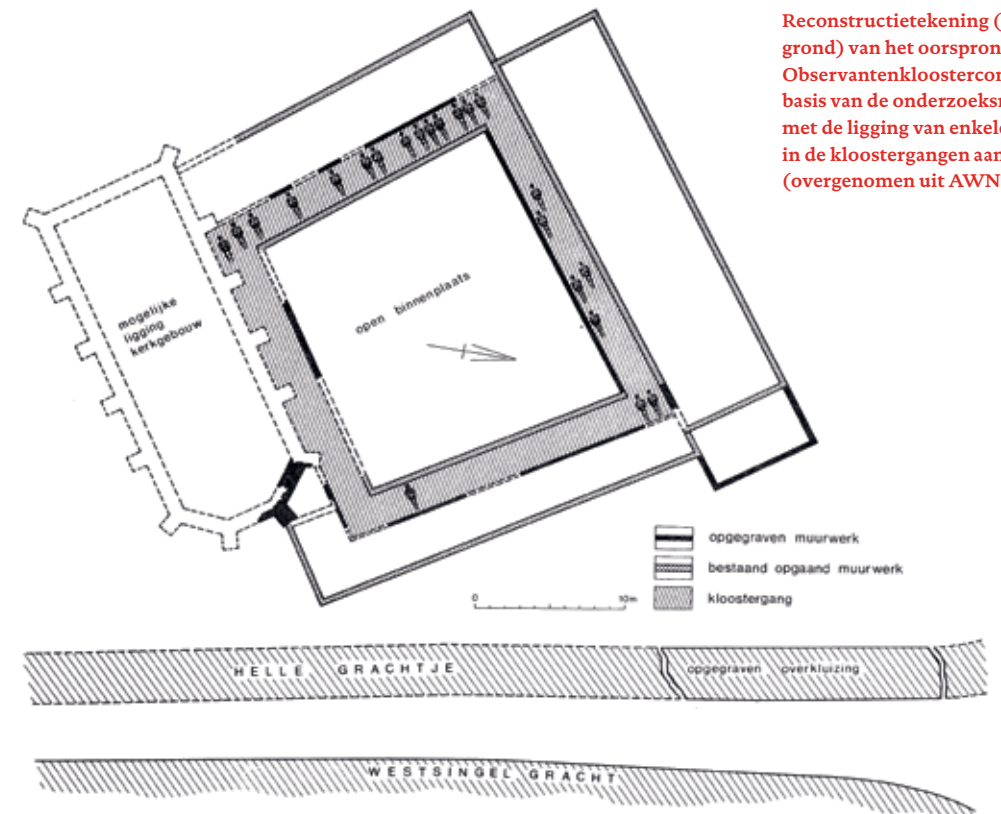 Reconstructietekening (
grond) van het oorspron
Observantenkloostercor
basis van de onderzoeksr
met de ligging van enkele
in de kloostergangen aan
(overgenomen uit AWN
mogelijke
ligging
kerkgebouw
open binnenplaats
opgegraven muurwerk
bestaand opgaand muurwerk
kloostergang
0 10m
HELLE GRACHTJE
opgegraven overkluizing
WESTSINGEL GRACHT